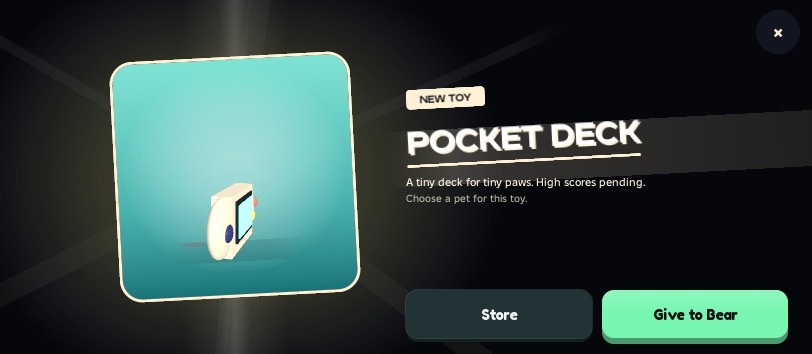 ×
NEW TOY
POCKET DECK
A tiny deck for tiny paws. High scores pending.
Choose a pet for this toy.
Store
Give to Bear